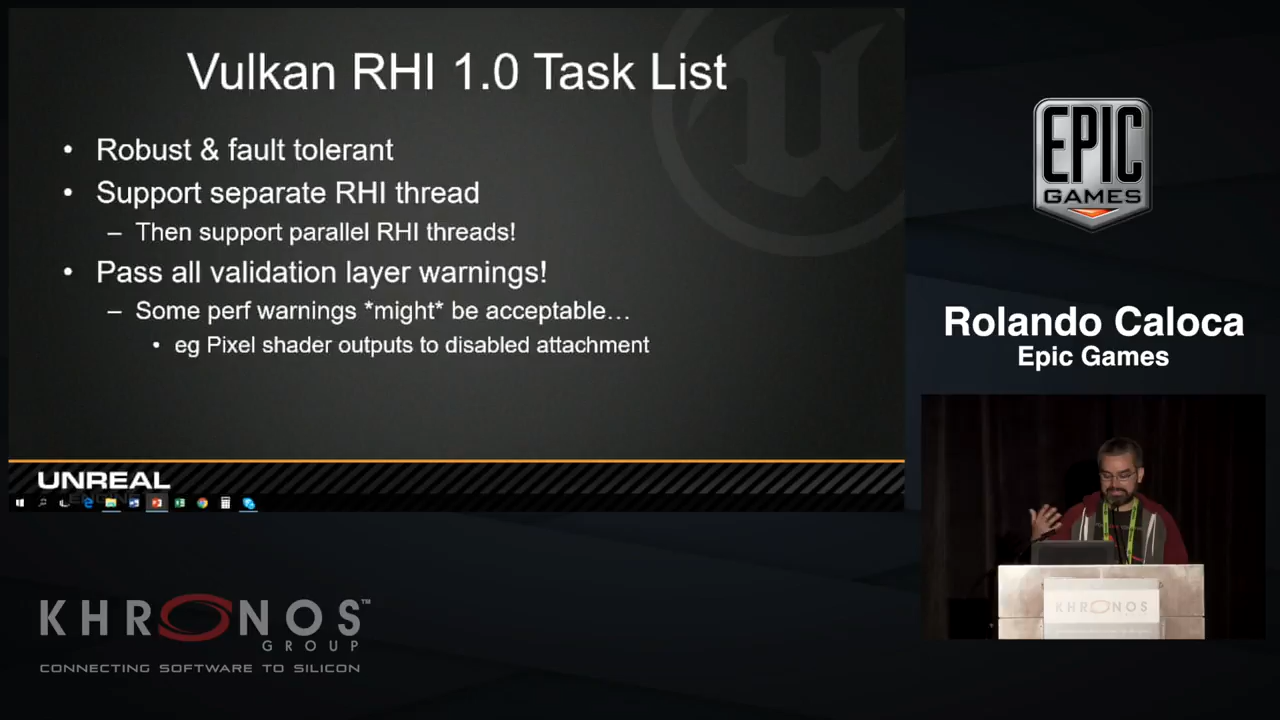 Vulkan RHI 1.0 Task List
• Robust & fault tolerant
• Support separate RHI thread
– Then support parallel RHI threads!
• Pass all validation layer warnings!
– Some perf warnings *might* be acceptable…
• eg Pixel shader outputs to disabled attachment
UNREAL
ENGINE
EPIC
GAMES
Rolando Caloca
Epic Games
KHRONOS
KHRONOS™
GROUP
CONNECTING SOFTWARE TO SILICON